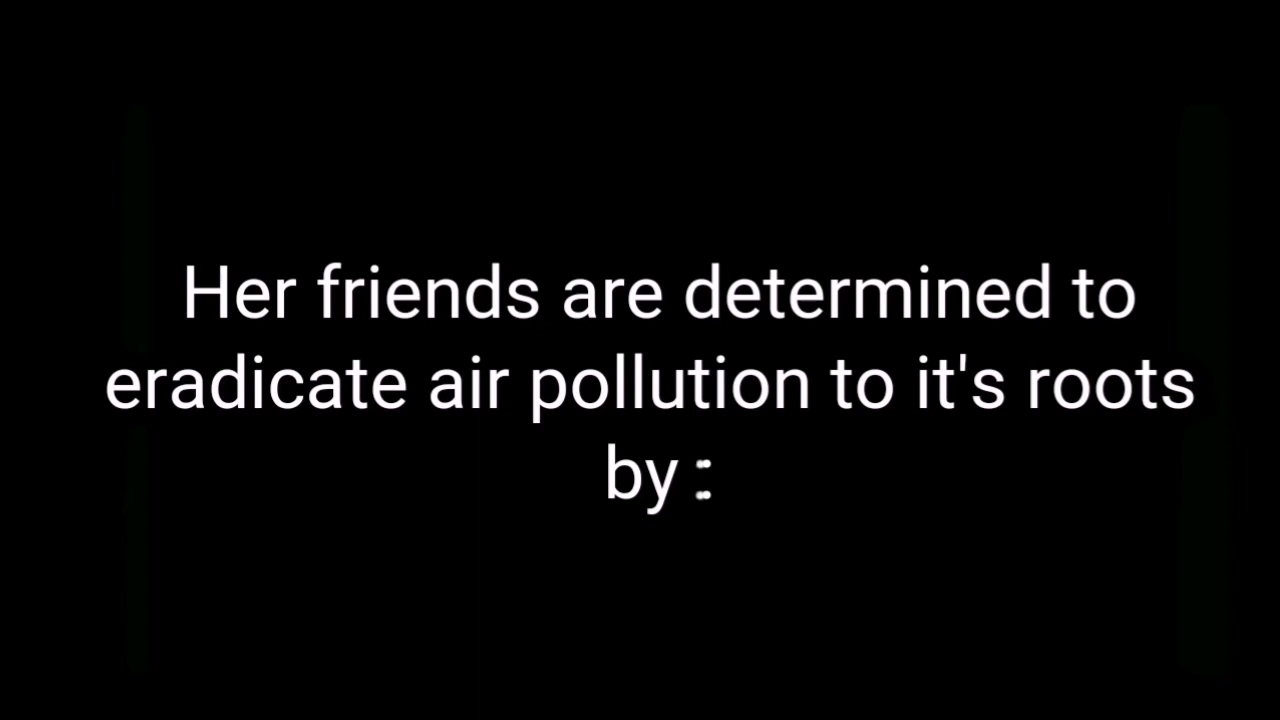 Her friends are determined to
eradicate air pollution to it's roots
by :